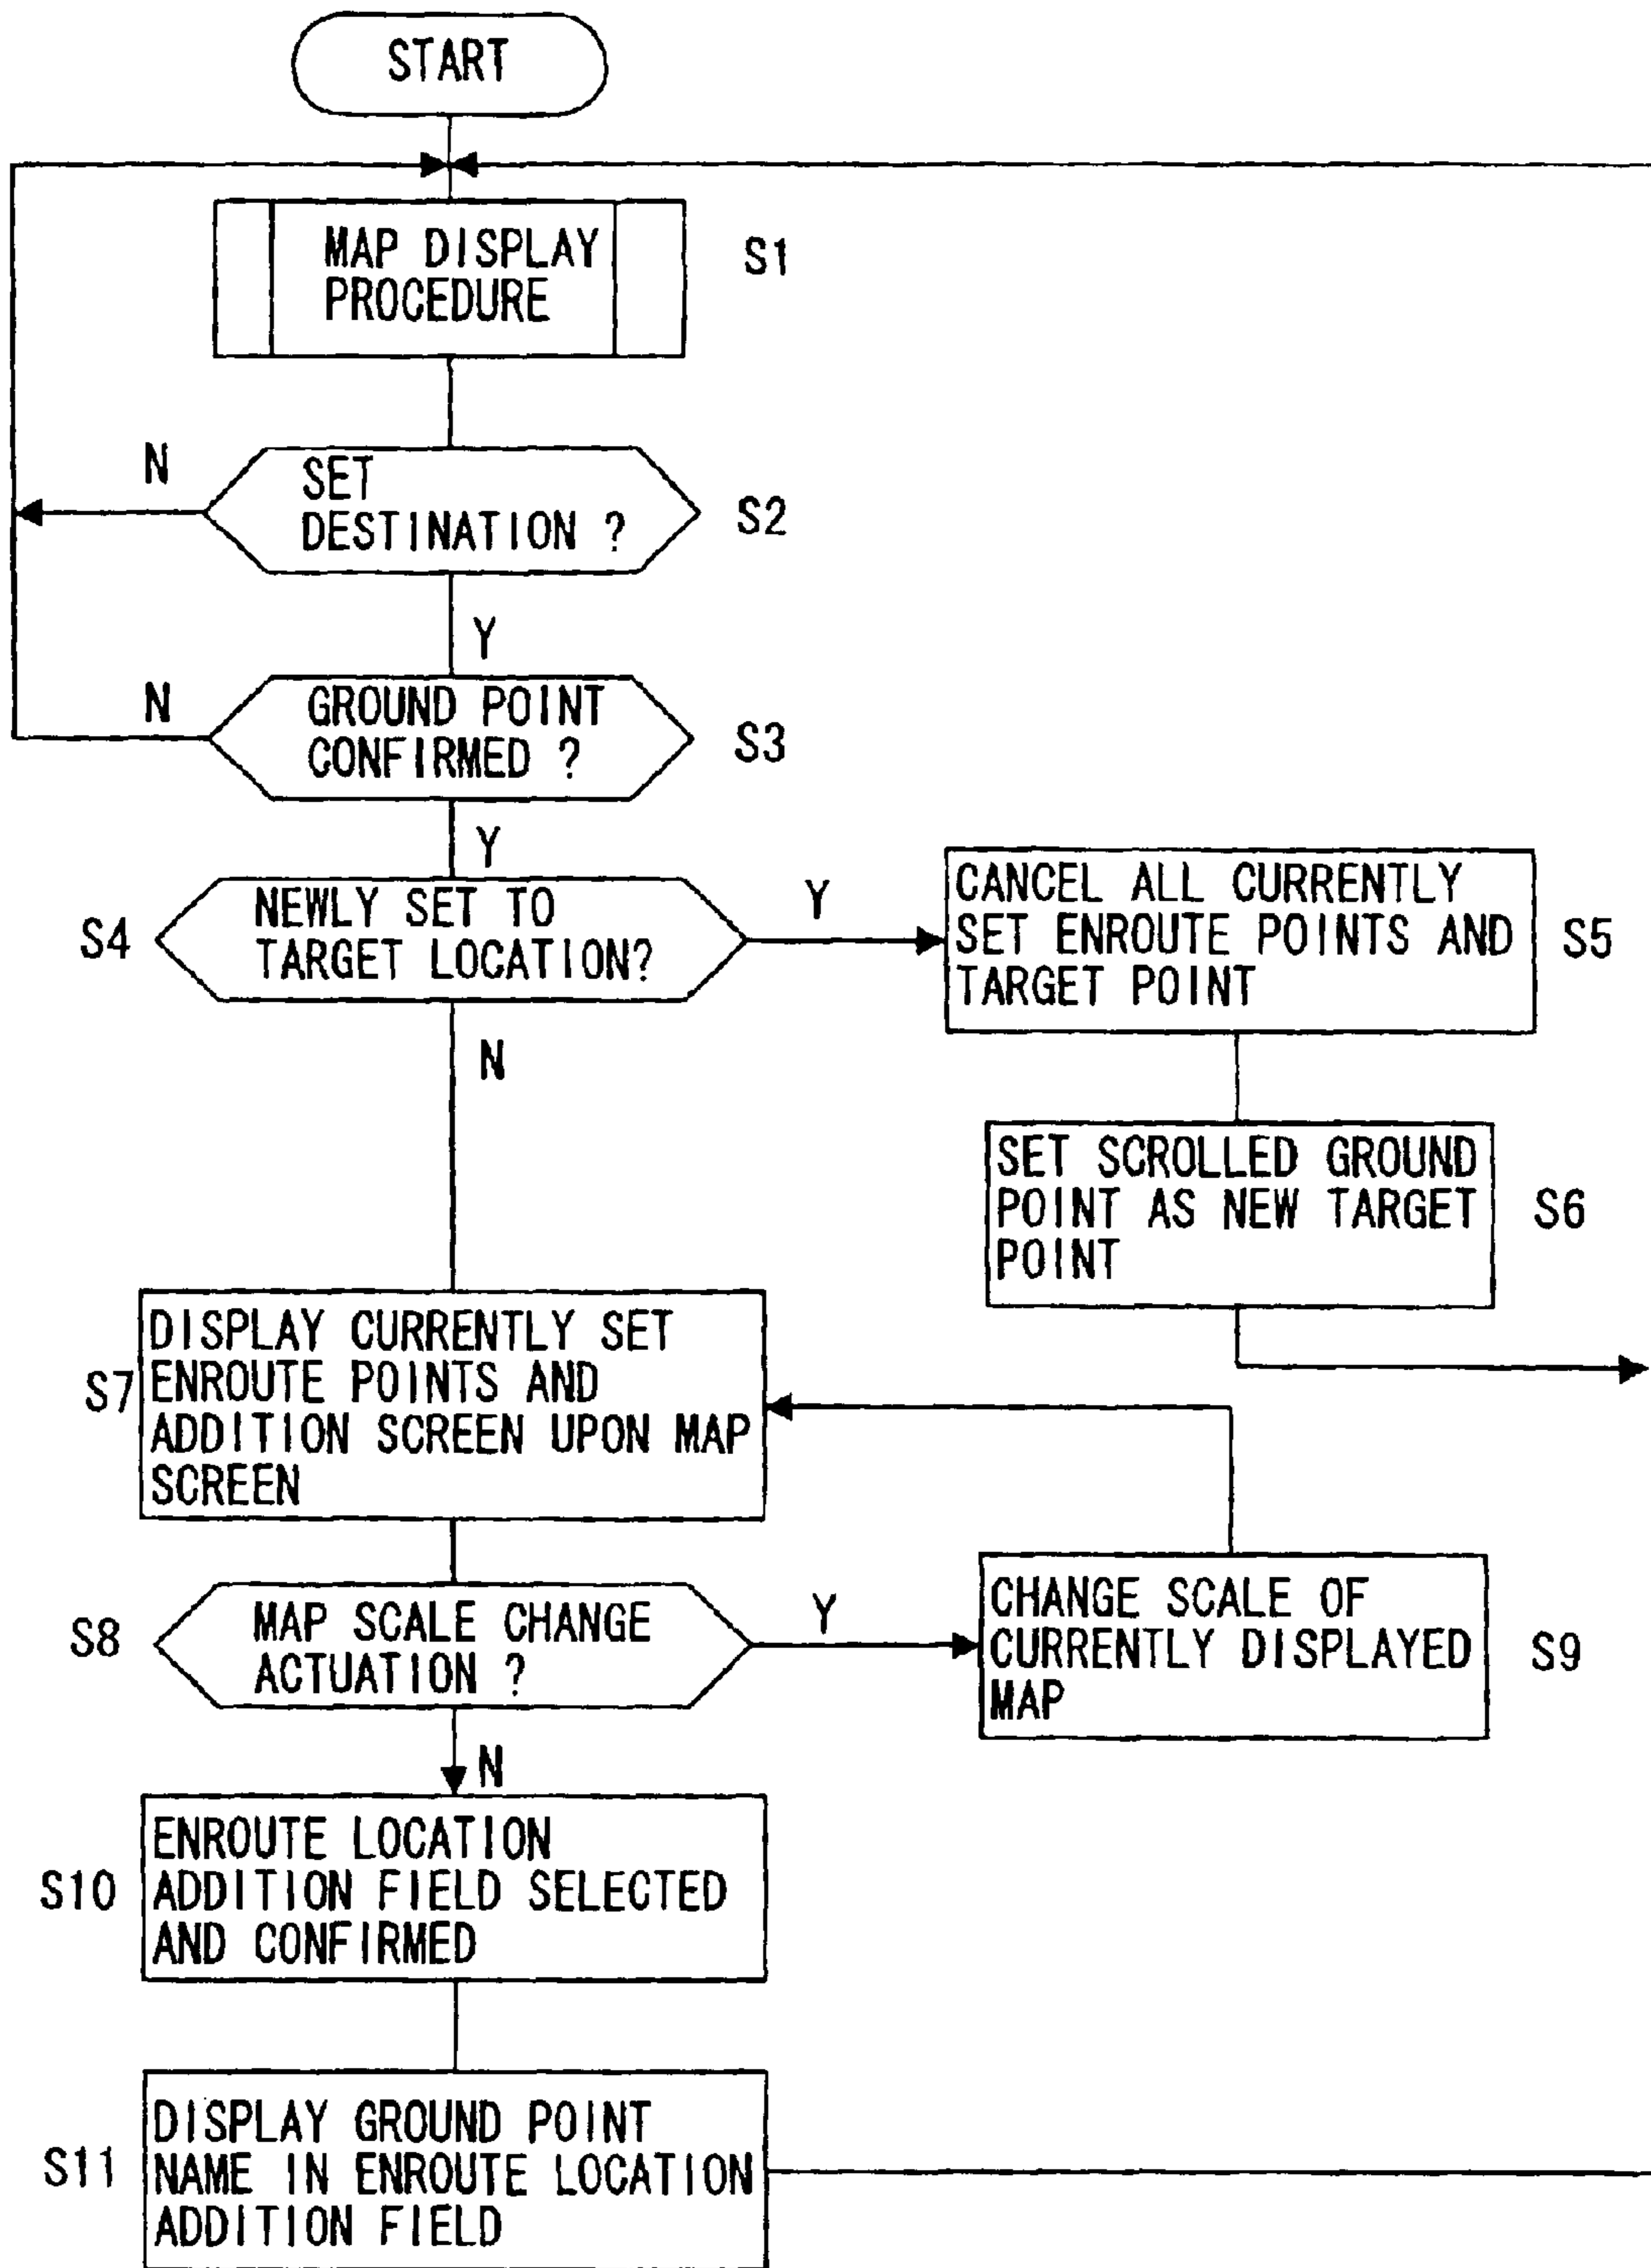 START
MAP DISPLAY
PROCEDURE
S1
N
SET
DESTINATION ?
S2
Y
N
GROUND POINT
CONFIRMED ?
S3
Y
S4
NEWLY SET TO
TARGET LOCATION?
Y
CANCEL ALL CURRENTLY
SET ENROUTE POINTS AND
TARGET POINT
S5
N
SET SCROLLED GROUND
POINT AS NEW TARGET
POINT
S6
S7
DISPLAY CURRENTLY SET
ENROUTE POINTS AND
ADDITION SCREEN UPON MAP
SCREEN
S8
MAP SCALE CHANGE
ACTUATION ?
Y
CHANGE SCALE OF
CURRENTLY DISPLAYED
MAP
S9
N
S10
ENROUTE LOCATION
ADDITION FIELD SELECTED
AND CONFIRMED
S11
DISPLAY GROUND POINT
NAME IN ENROUTE LOCATION
ADDITION FIELD